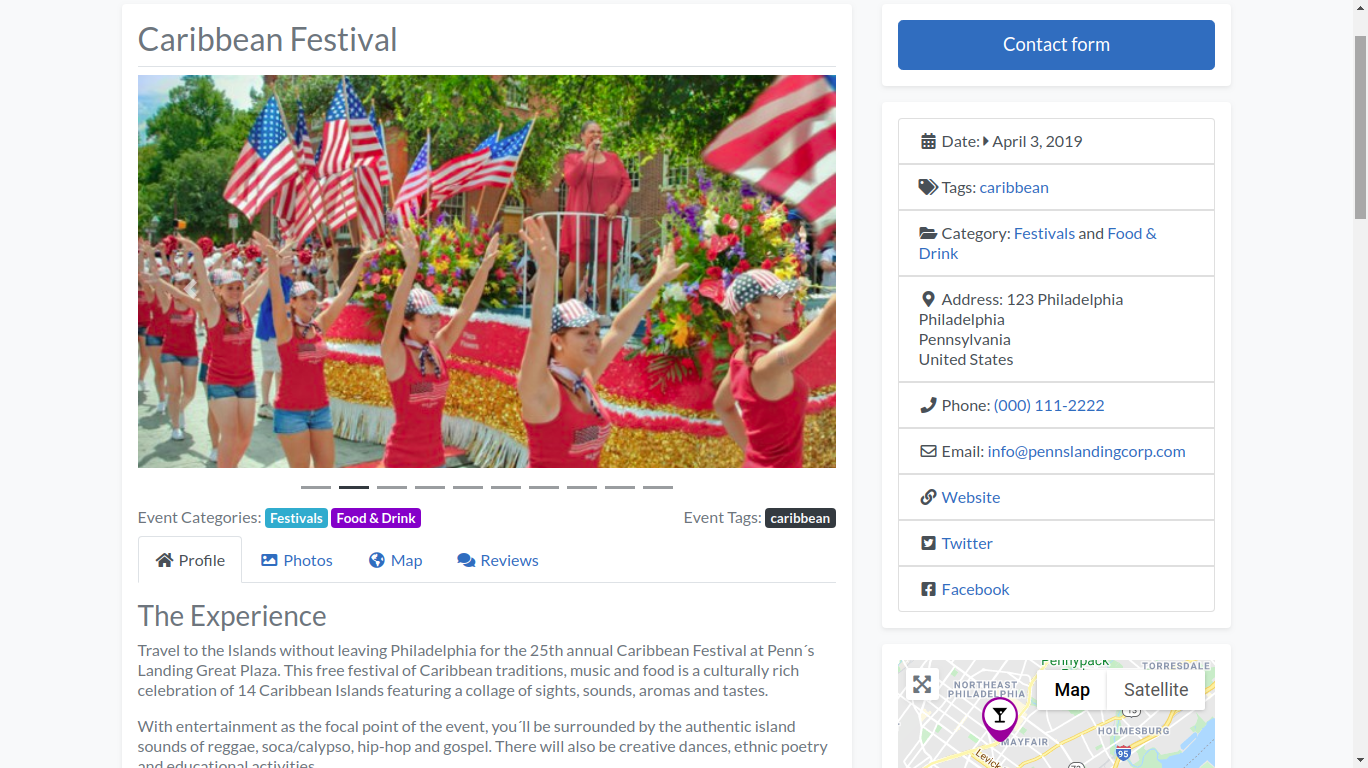 Caribbean Festival
Event Categories: Festivals Food & Drink
Event Tags: caribbean
Profile
Photos
Map
Reviews
The Experience
Travel to the Islands without leaving Philadelphia for the 25th annual Caribbean Festival at Penn´s
Landing Great Plaza. This free festival of Caribbean traditions, music and food is a culturally rich
celebration of 14 Caribbean Islands featuring a collage of sights, sounds, aromas and tastes.
With entertainment as the focal point of the event, you´ll be surrounded by the authentic island
sounds of reggae, soca/calypso, hip-hop and gospel. There will also be creative dances, ethnic poetry
and educational activities.
Contact form
Date: April 3, 2019
Tags: caribbean
Category: Festivals and Food &
Drink
Address: 123 Philadelphia
Philadelphia
Pennsylvania
United States
Phone: (000) 111-2222
Email: info@pennslandingcorp.com
Website
Twitter
Facebook
Pennypack
TORRESDALE
NORTHEAST
PHILADELPHIA
Map
Satellite
73
HOLMESBURG
MAYFAIR
95
Levick
73